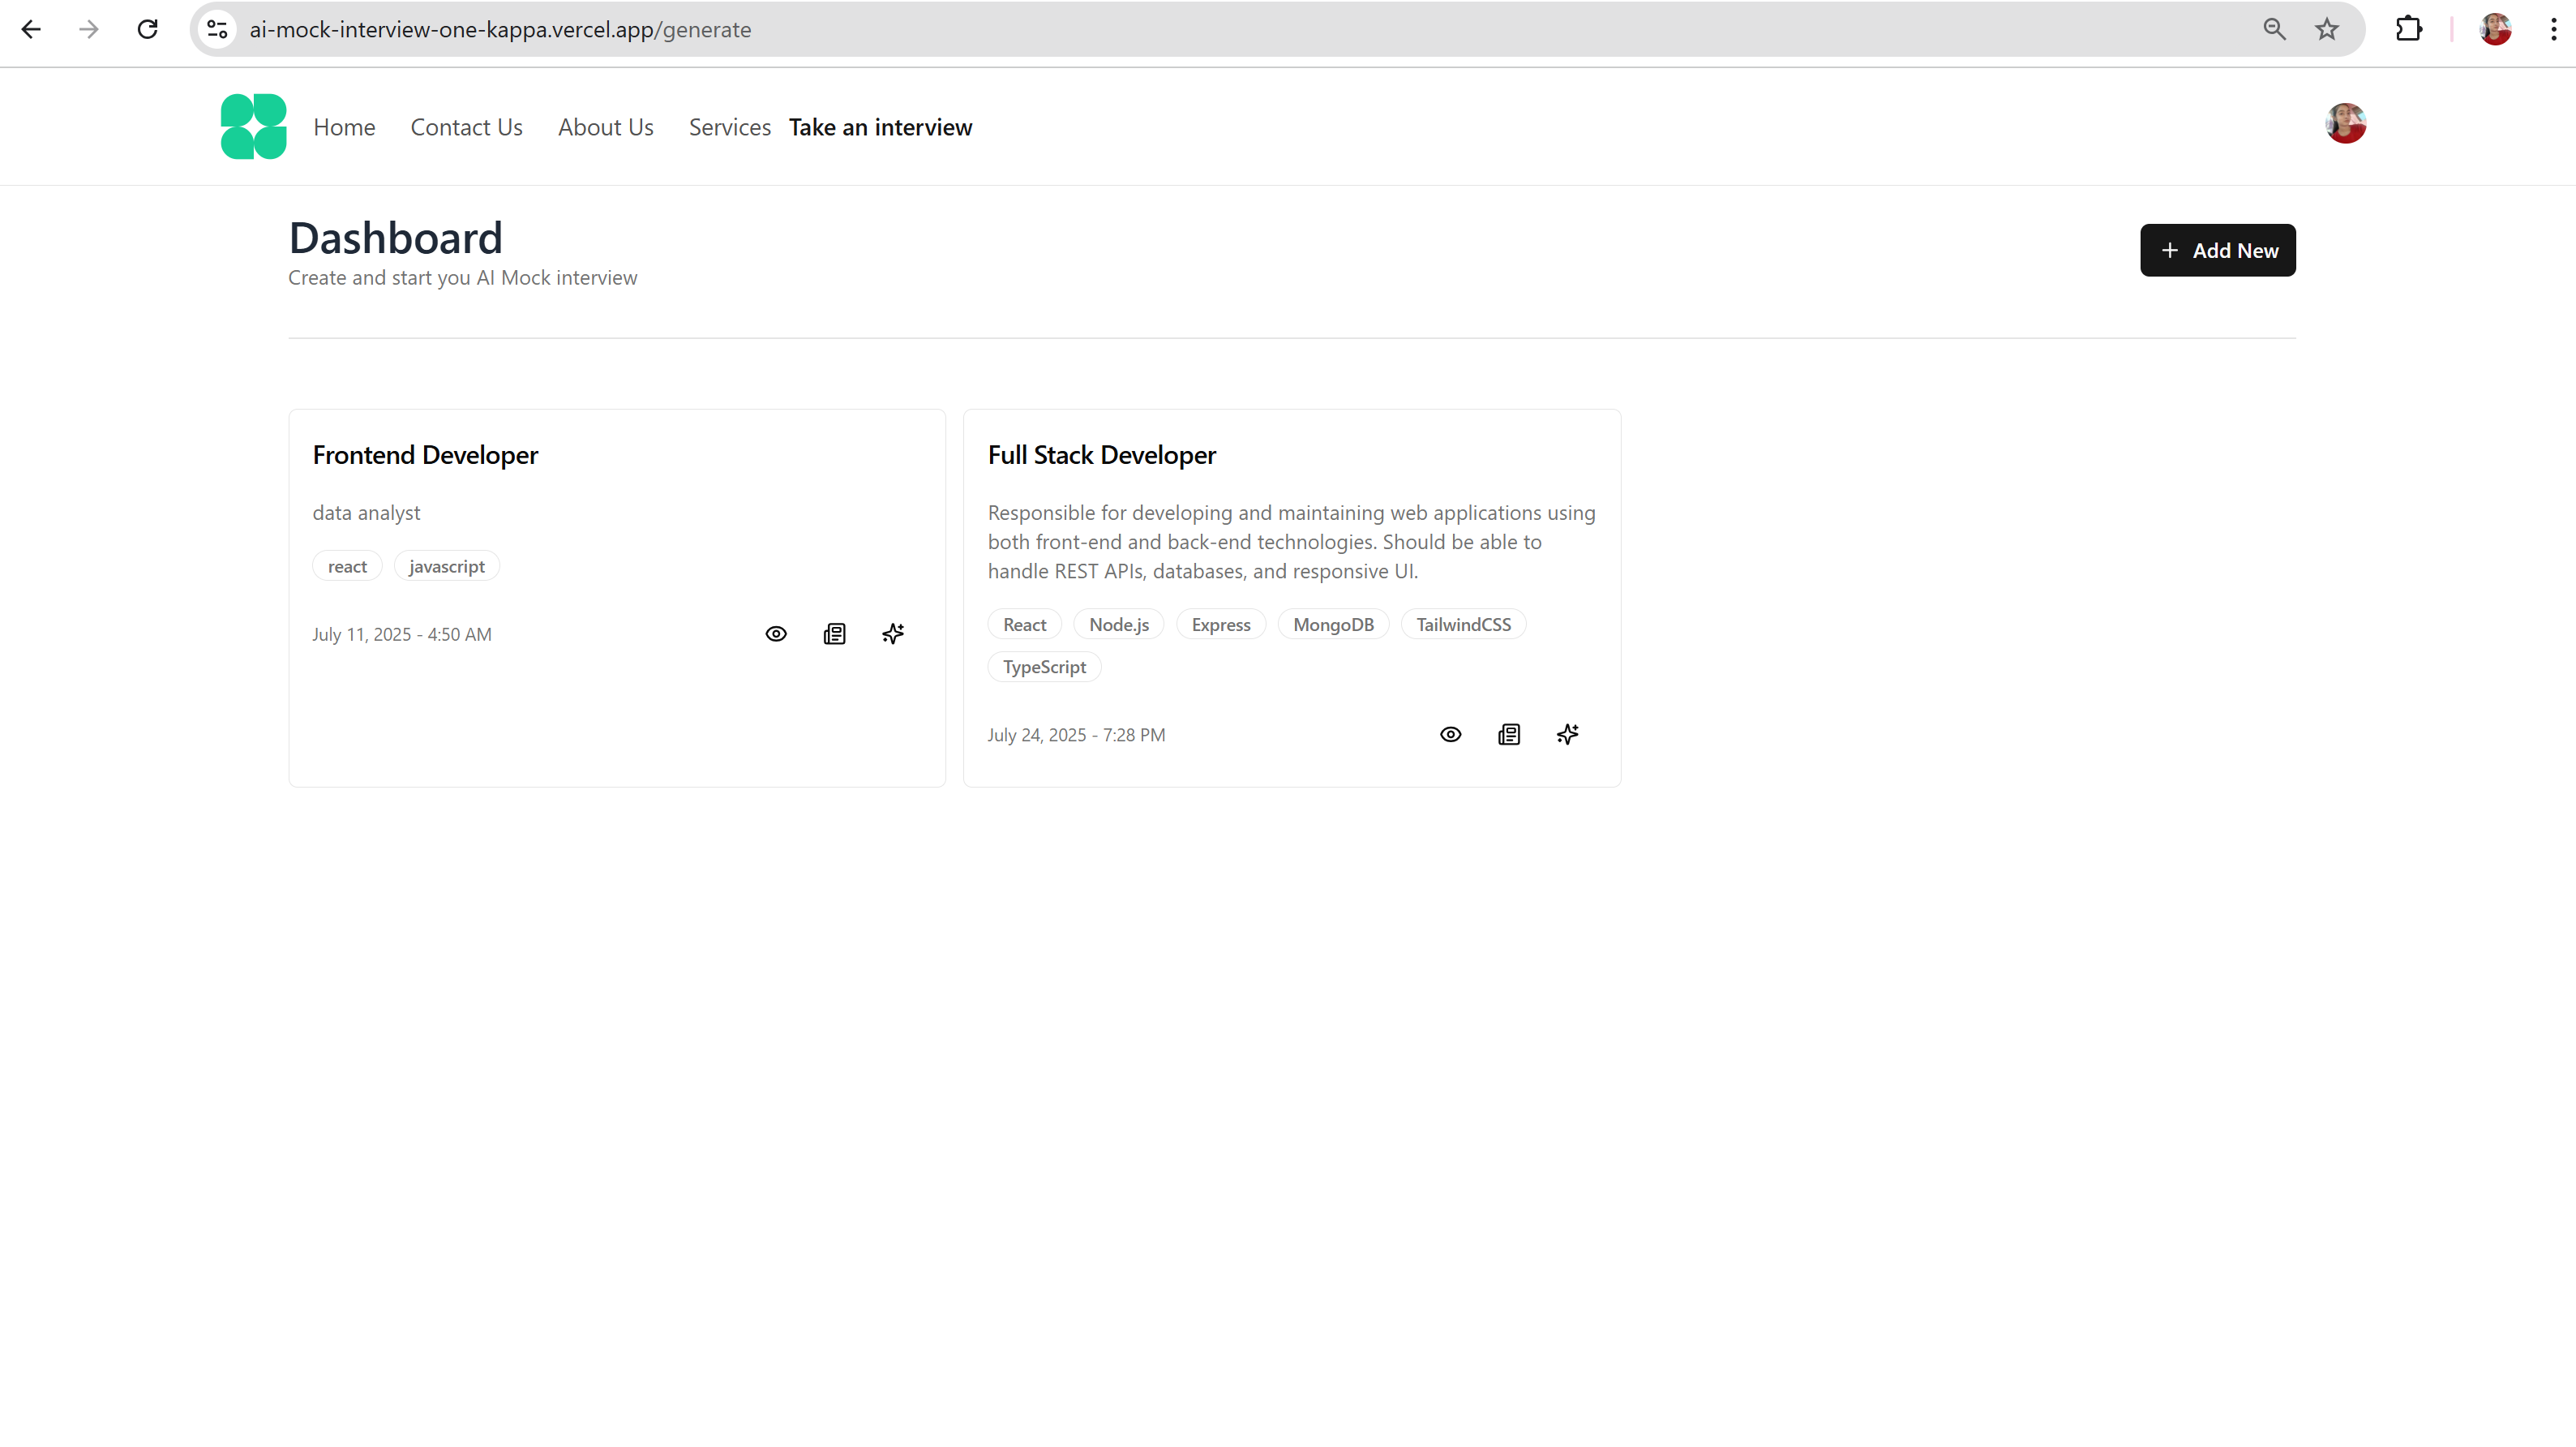 ai-mock-interview-one-kappa.vercel.app/generate
Home Contact Us About Us Services Take an interview
Dashboard
Create and start you AI Mock interview
+ Add New
Frontend Developer
data analyst
react javascript
July 11, 2025 - 4:50 AM
Full Stack Developer
Responsible for developing and maintaining web applications using
both front-end and back-end technologies. Should be able to
handle REST APIs, databases, and responsive UI.
React Node.js Express MongoDB TailwindCSS
TypeScript
July 24, 2025 - 7:28 PM